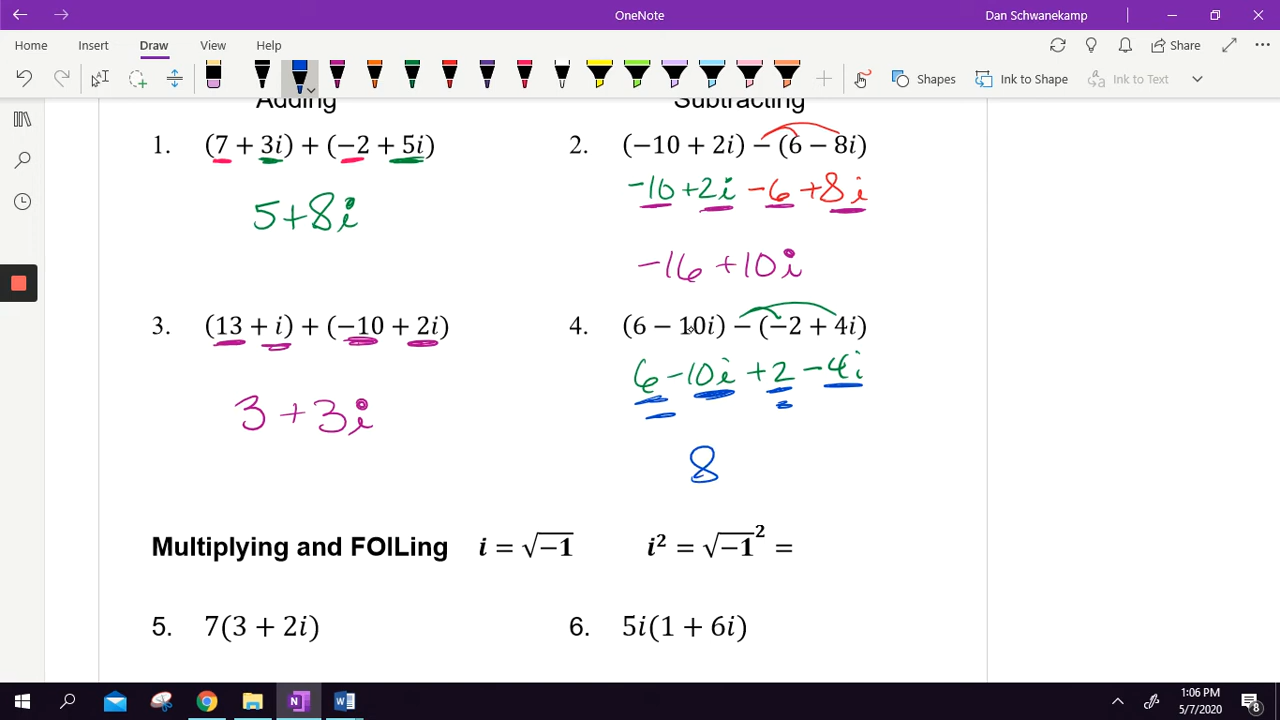 OneNote
Dan Schwanekamp
Home Insert Draw View Help
Share
Shapes Ink to Shape Ink to Text
Adding Subtracting
1. (7 + 3i) + (−2 + 5i) 2. (−10 + 2i) − (6 − 8i)
-10 +2i -6 +8i
5+8i
-16 +10i
3. (13 + i) + (−10 + 2i) 4. (6 − 10i) − (−2 + 4i)
6 -10i +2 -4i
3 + 3i
8
Multiplying and FOILing i = √−1 i² = √−1² =
5. 7(3 + 2i) 6. 5i(1 + 6i)
1:06 PM
5/7/2020
8